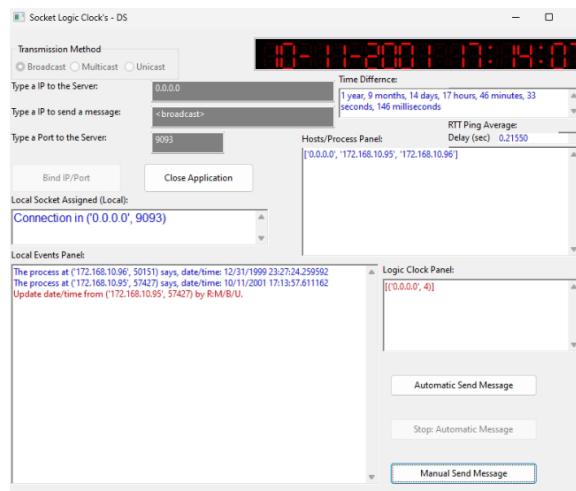 Socket Logic Clock's - DS
Transmission Method
Broadcast Multicast Unicast
10-11-2001 17:14:07
Type a IP to the Server:
0.0.0.0
Time Differnce:
1 year, 9 months, 14 days, 17 hours, 46 minutes, 33
seconds, 146 milliseconds
Type a IP to send a message:
<broadcast>
RTT Ping Average:
Delay (sec) 0.21550
Type a Port to the Server:
9093
Hosts/Process Panel:
['0.0.0.0', '172.168.10.95', '172.168.10.96']
Bind IP/Port
Close Application
Local Socket Assigned (Local):
Connection in ('0.0.0.0', 9093)
Local Events Panel:
The process at ('172.168.10.96', 50151) says, date/time: 12/31/1999 23:27:24.259592
The process at ('172.168.10.95', 57427) says, date/time: 10/11/2001 17:13:57.611162
Update date/time from ('172.168.10.95', 57427) by R:M/B/U.
Logic Clock Panel:
[('0.0.0.0', 4)]
Automatic Send Message
Stop: Automatic Message
Manual Send Message